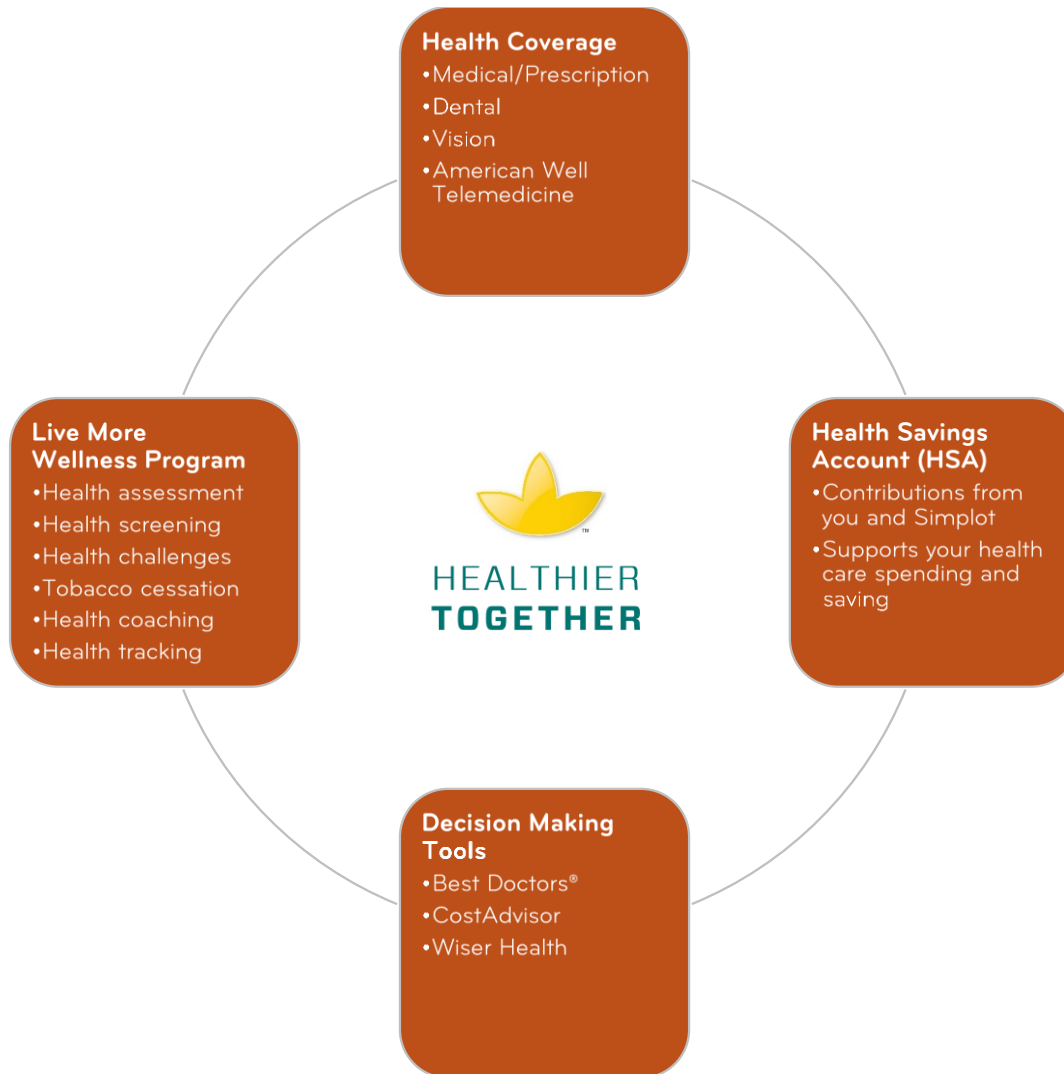 Health Coverage
•Medical/Prescription
•Dental
•Vision
•American Well
Telemedicine
Live More
Wellness Program
•Health assessment
•Health screening
•Health challenges
•Tobacco cessation
•Health coaching
•Health tracking
™
HEALTHIER
TOGETHER
Health Savings
Account (HSA)
•Contributions from
you and Simplot
•Supports your health
care spending and
saving
Decision Making
Tools
•Best Doctors®
•CostAdvisor
•Wiser Health